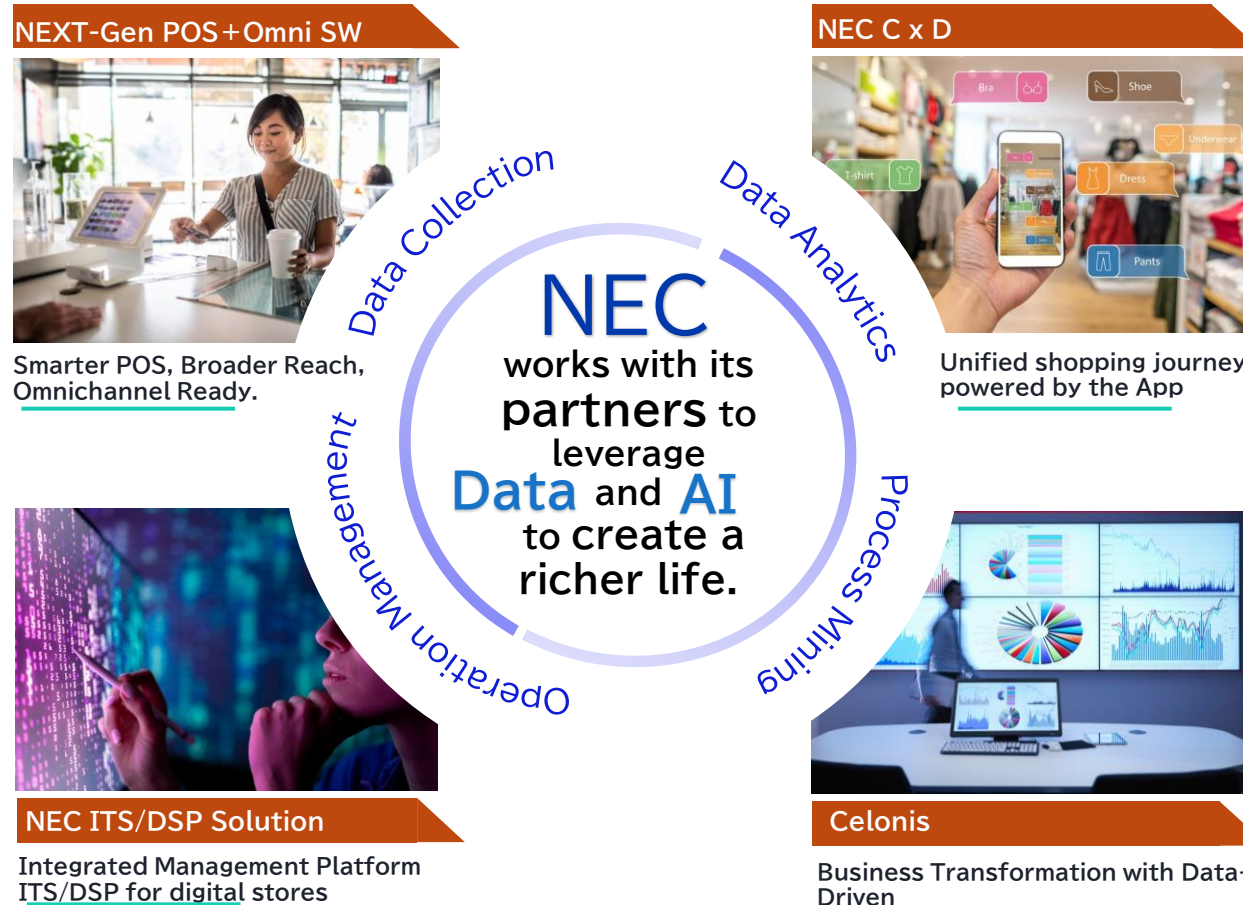 NEXT-Gen POS+Omni SW
NEC C x D
Bra
Shoe
Underwear
T-shirt
Dress
Pants
Smarter POS, Broader Reach,
Omnichannel Ready.
Unified shopping journey
powered by the App
Data Collection
Data Analytics
Process Mining
Operation Management
NEC
works with its
partners to
leverage
Data and AI
to create a
richer life.
NEC ITS/DSP Solution
Integrated Management Platform
ITS/DSP for digital stores
Celonis
Business Transformation with Data-
Driven